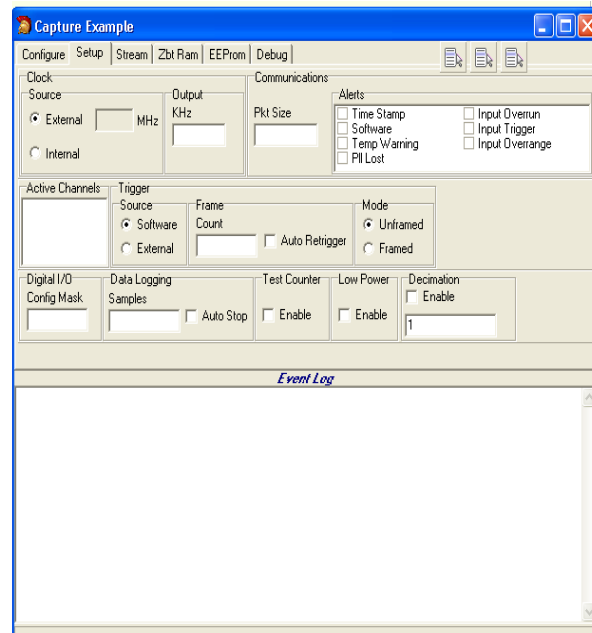 Capture Example
Configure Setup Stream Zbt Ram EEProm Debug
Clock
Source
External MHz
Internal
Output
KHz
Communications
Pkt Size
Alerts
Time Stamp
Software
Temp Warning
Pll Lost
Input Overrun
Input Trigger
Input Overrange
Active Channels
Trigger
Source
Software
External
Frame
Count
Auto Retrigger
Mode
Unframed
Framed
Digital I/O
Config Mask
Data Logging
Samples
Auto Stop
Test Counter
Enable
Low Power
Enable
Decimation
Enable
1
Event Log